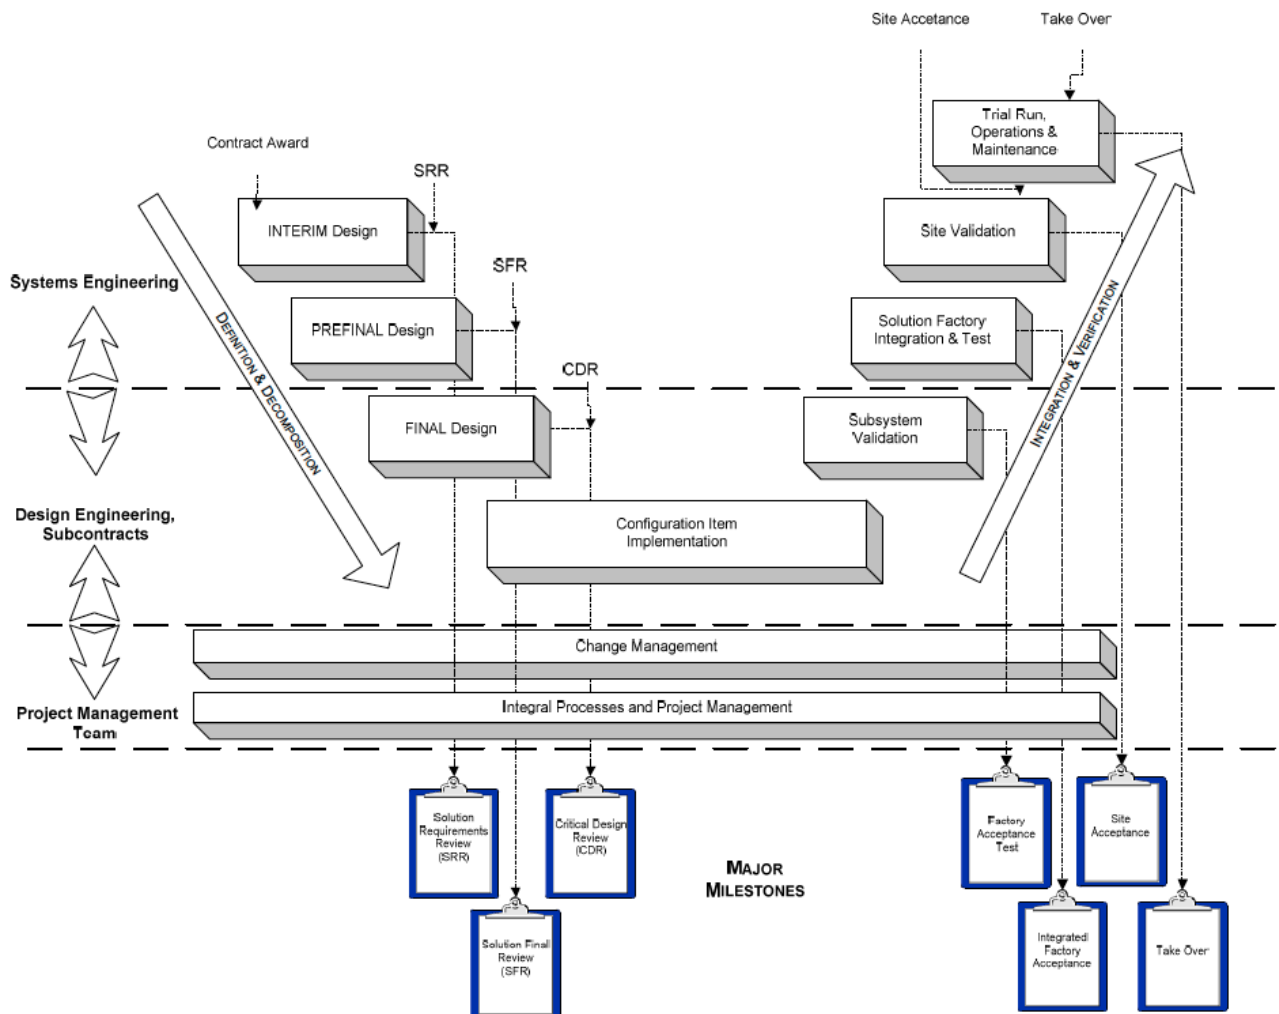 Site Accetance
Take Over
Trial Run,
Operations &
Maintenance
Contract Award
SRR
INTERIM Design
Site Validation
SFR
Systems Engineering
PREFINAL Design
Solution Factory
Integration & Test
DEFINITION & DECOMPOSITION
INTEGRATION & VERIFICATION
CDR
FINAL Design
Subsystem
Validation
Design Engineering,
Subcontracts
Configuration Item
Implementation
Change Management
Integral Processes and Project Management
Project Management
Team
Solution
Requirements
Review
(SRR)
Critical Design
Review
(CDR)
Factory
Acceptance
Test
Site
Acceptance
MAJOR
MILESTONES
Solution Final
Review
(SFR)
Integrated
Factory
Acceptance
Take Over